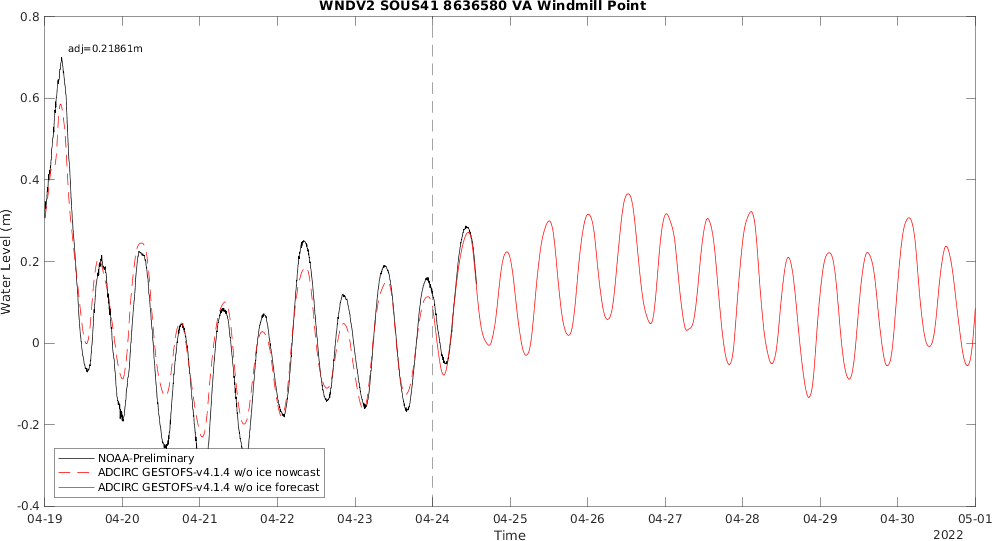 WNDV2 SOUS41 8636580 VA Windmill Point
adj=0.21861m
Water Level (m)
0.8
0.6
0.4
0.2
0
-0.2
-0.4
NOAA-Preliminary
ADCIRC GESTOFS-v4.1.4 w/o ice nowcast
ADCIRC GESTOFS-v4.1.4 w/o ice forecast
04-19 04-20 04-21 04-22 04-23 04-24 04-25 04-26 04-27 04-28 04-29 04-30 05-01
Time
2022